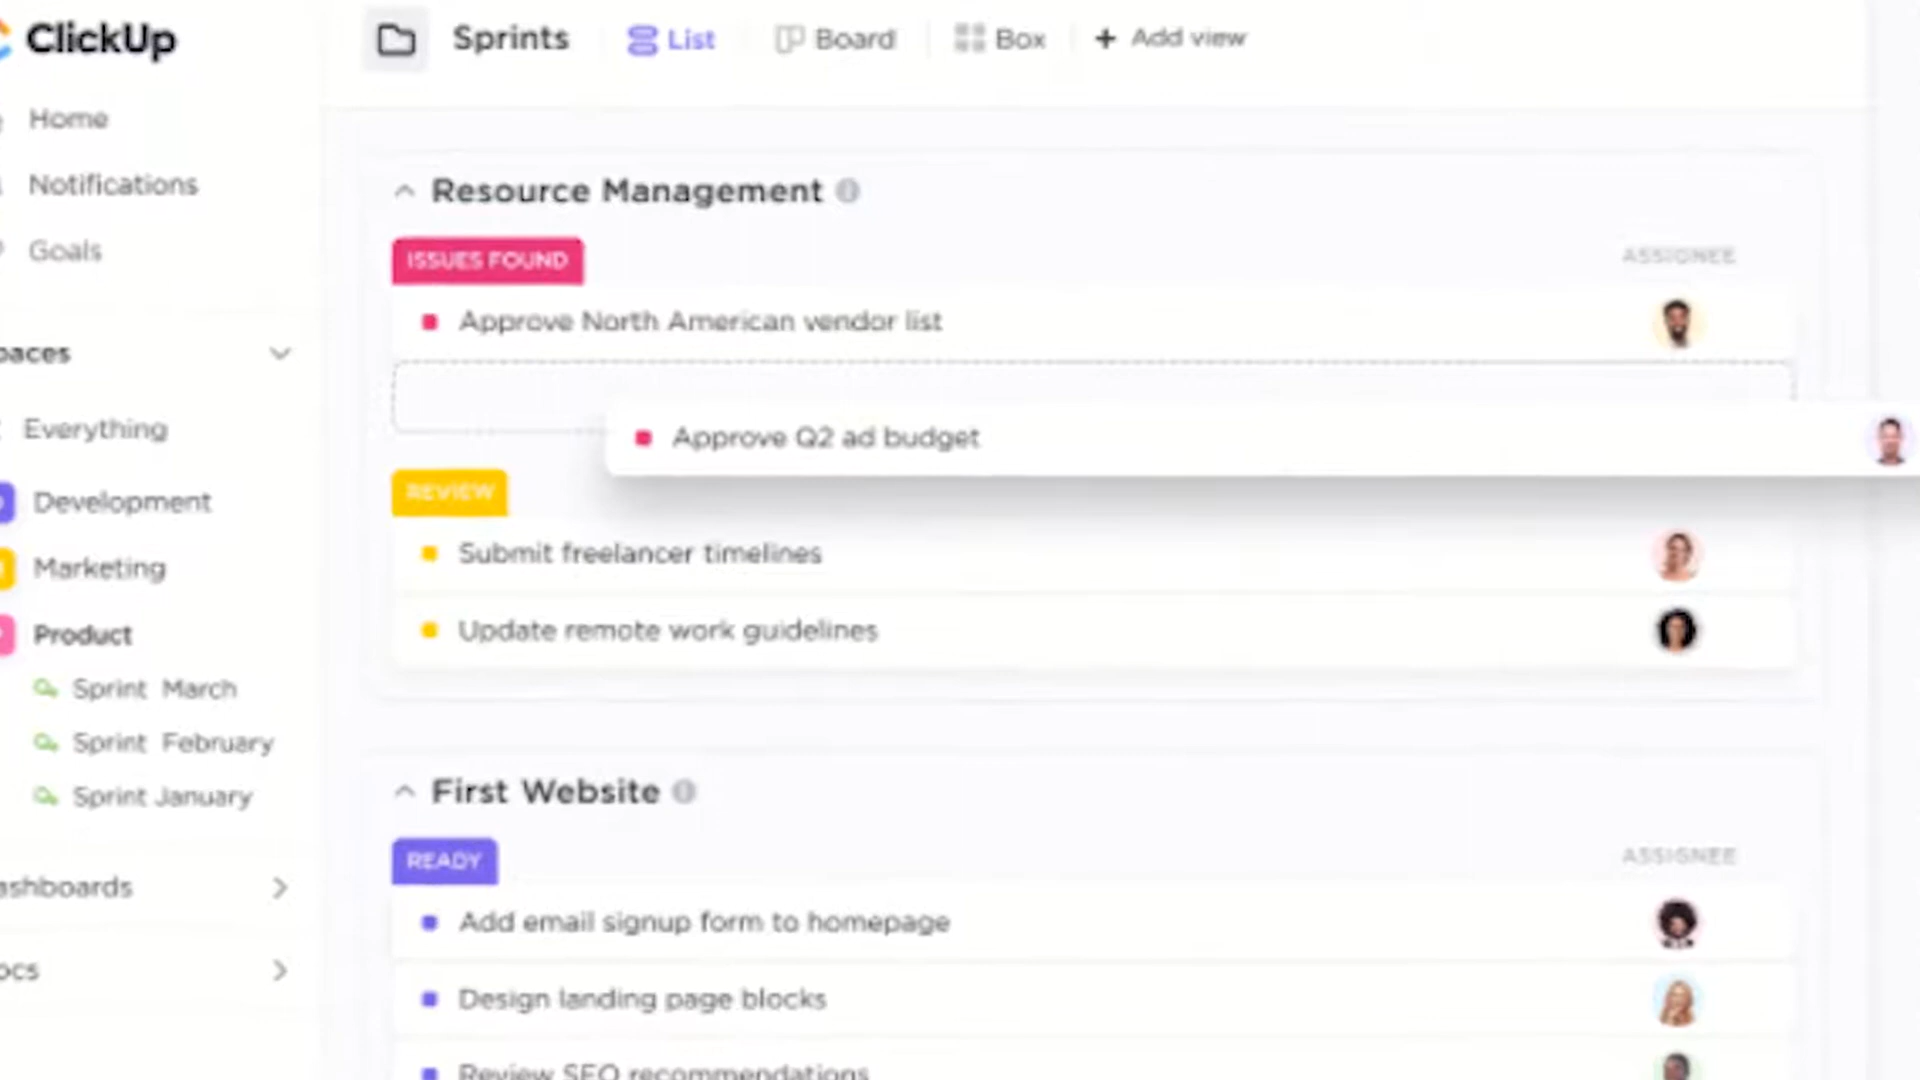 ClickUp
Sprints
List
Board
Box
+ Add view
Home
Notifications
Goals
paces
Everything
Development
Marketing
Product
Sprint March
Sprint February
Sprint January
ashboards
ocs
Resource Management
ISSUES FOUND
ASSIGNEE
Approve North American vendor list
Approve Q2 ad budget
REVIEW
Submit freelancer timelines
Update remote work guidelines
First Website
READY
ASSIGNEE
Add email signup form to homepage
Design landing page blocks
Review SEO recommendations